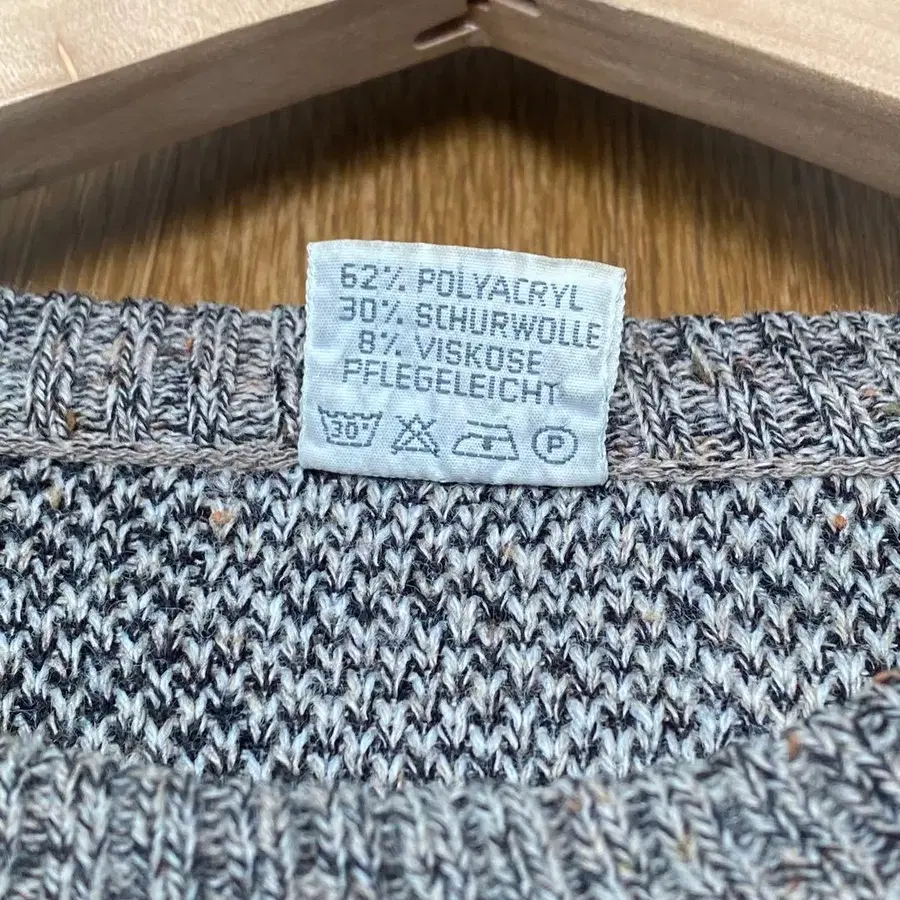 62% POLYACRYL
30% SCHURWOLLE
8% VISKOSE
PFLEGELEICHT
30° P